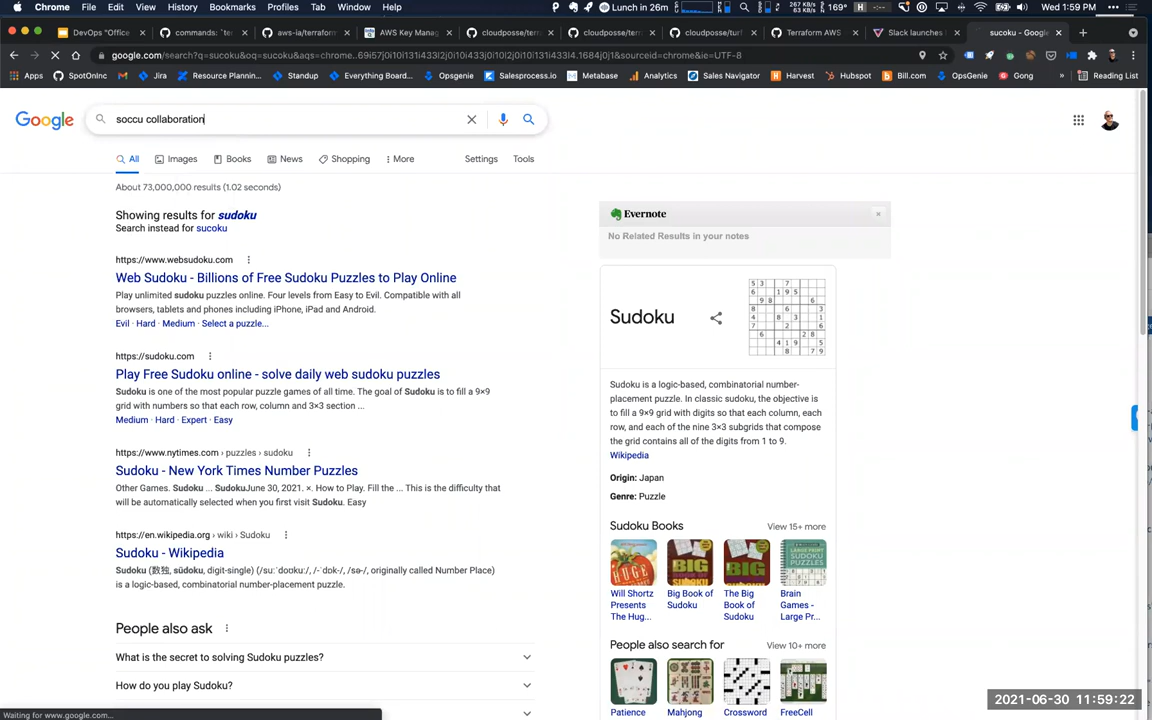 Chrome File Edit View History Bookmarks Profiles Tab Window Help
Lunch in 26m
267 KB/s
63 KB/s
169°
Wed 1:59 PM
DevOps "Office
commands: `te
aws-ia/terraform
AWS Key Manag
cloudposse/terr
cloudposse/terr
cloudposse/turf
Terraform AWS
Slack launches
sucoku - Google
google.com/search?q=sucoku&oq=sucoku&aqs=chrome..69i57j0i10i131i433l2j0i10i433j0i10l2j0i10i131i433l4.1684j0j1&sourceid=chrome&ie=UTF-8
Apps SpotOninc Jira Resource Planning... Standup Everything Board... Opsgenie Salesprocess.io Metabase Analytics Sales Navigator Harvest Hubspot Bill.com OpsGenie Gong » Reading List
Google
soccu collaboration
All Images Books News Shopping More Settings Tools
About 73,000,000 results (1.02 seconds)
Showing results for sudoku
Search instead for sucoku
https://www.websudoku.com
Web Sudoku - Billions of Free Sudoku Puzzles to Play Online
Play unlimited sudoku puzzles online. Four levels from Easy to Evil. Compatible with all
browsers, tablets and phones including iPhone, iPad and Android.
Evil · Hard · Medium · Select a puzzle...
https://sudoku.com
Play Free Sudoku online - solve daily web sudoku puzzles
Sudoku is one of the most popular puzzle games of all time. The goal of Sudoku is to fill a 9×9
grid with numbers so that each row, column and 3×3 section ...
Medium · Hard · Expert · Easy
https://www.nytimes.com › puzzles › sudoku
Sudoku - New York Times Number Puzzles
Other Games. Sudoku ... SudokuJune 30, 2021. ×. How to Play. Fill the ... This is the difficulty that
will be automatically selected when you first visit Sudoku. Easy
https://en.wikipedia.org › wiki › Sudoku
Sudoku - Wikipedia
Sudoku (数独, sūdoku, digit-single) (/suːˈdoʊkuː/, /-ˈdɒk-/, /sə-/, originally called Number Place)
is a logic-based, combinatorial number-placement puzzle.
People also ask
What is the secret to solving Sudoku puzzles?
How do you play Sudoku?
Evernote
No Related Results in your notes
Sudoku
Sudoku is a logic-based, combinatorial number-
placement puzzle. In classic sudoku, the objective is
to fill a 9×9 grid with digits so that each column, each
row, and each of the nine 3×3 subgrids that compose
the grid contains all of the digits from 1 to 9.
Wikipedia
Origin: Japan
Genre: Puzzle
Sudoku Books View 15+ more
Will Shortz
Presents
The Hug...
Big Book of
Sudoku
The Big
Book of
Sudoku
Brain
Games -
Large Pr...
People also search for View 10+ more
Patience Mahjong Crossword FreeCell
Waiting for www.google.com...
2021-06-30 11:59:22